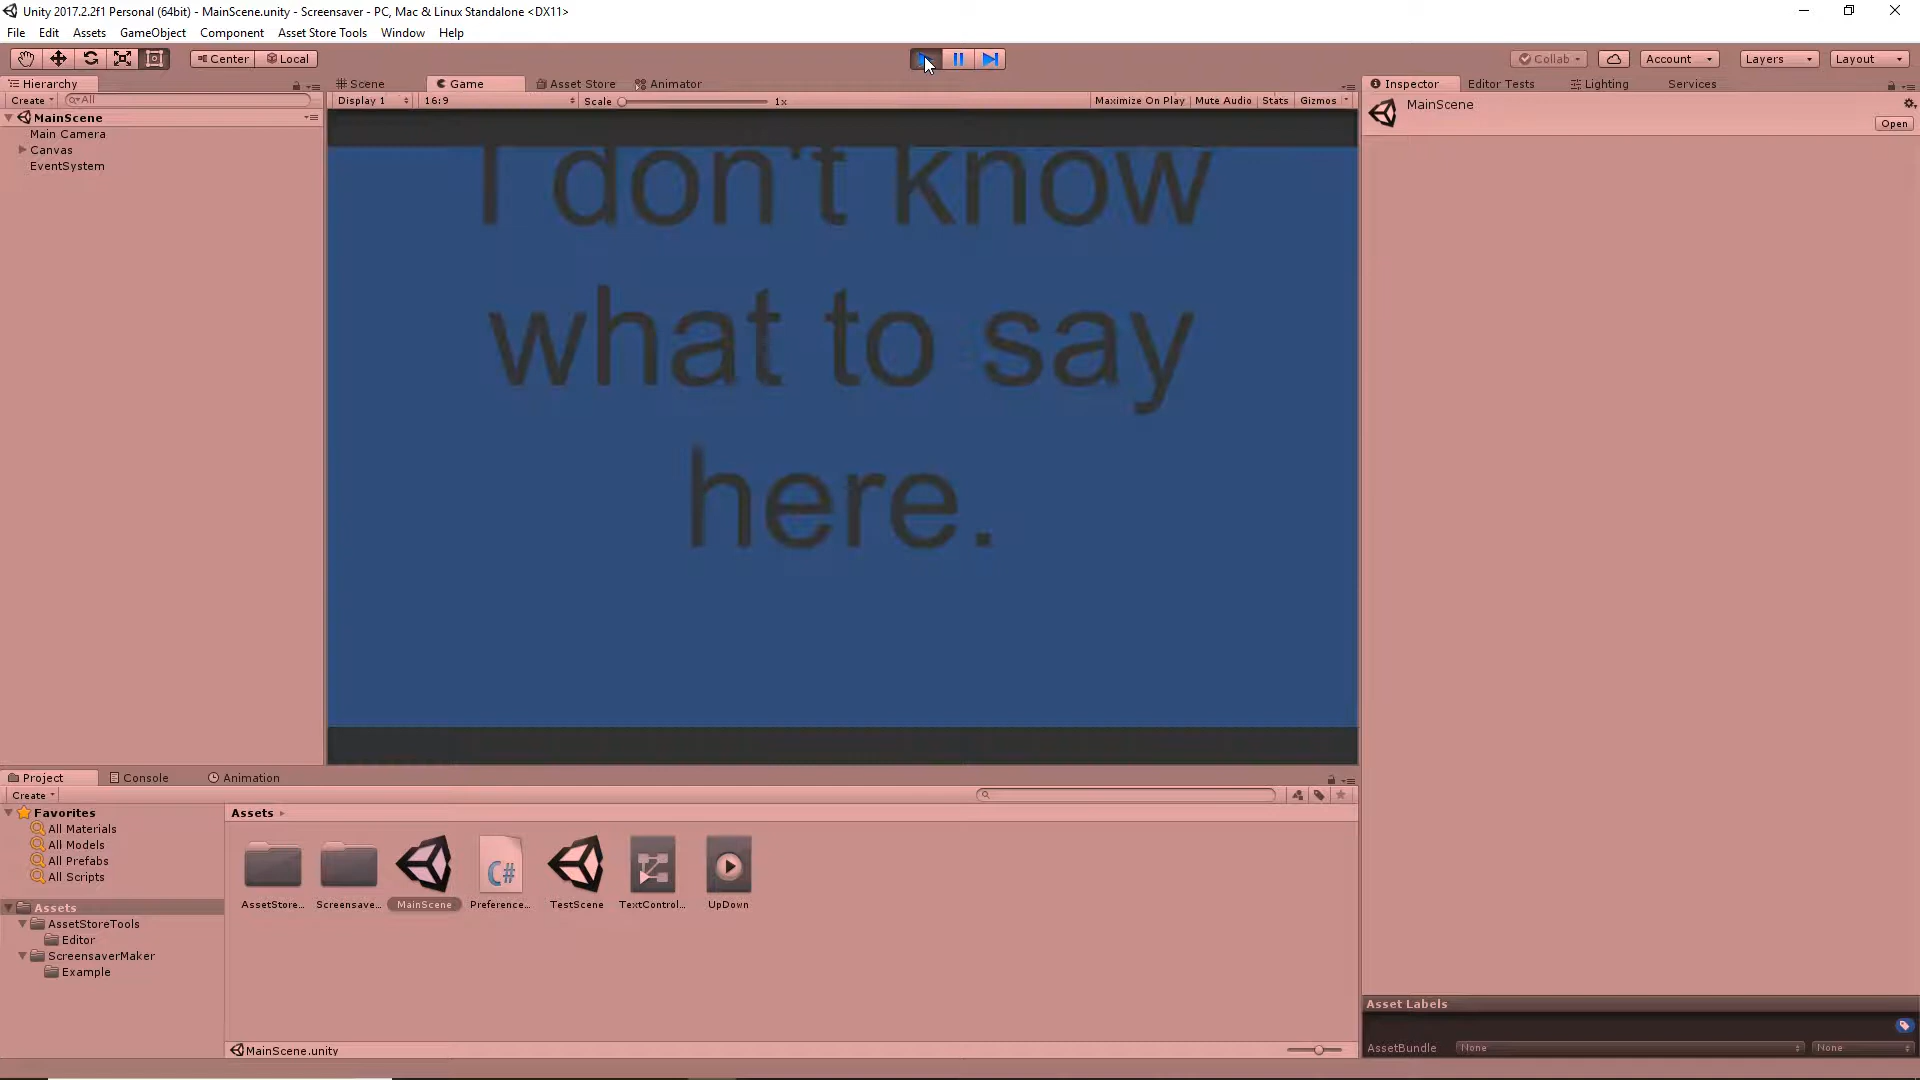 Unity 2017.2.2f1 Personal (64bit) - MainScene.unity - Screensaver - PC, Mac & Linux Standalone <DX11>
File Edit Assets GameObject Component Asset Store Tools Window Help
Center Local Collab Account Layers Layout
Hierarchy
Create All
MainScene
Main Camera
Canvas
EventSystem
Scene Game Asset Store Animator
Display 1 16:9 Scale 1x Maximize On Play Mute Audio Stats Gizmos
I don't know
what to say
here.
Inspector Editor Tests Lighting Services
MainScene
Open
Project Console Animation
Create
Favorites
All Materials
All Models
All Prefabs
All Scripts
Assets
AssetStoreTools
Editor
ScreensaverMaker
Example
Assets
AssetStore... Screensave... MainScene C# Preference... TestScene TextControl... UpDown
MainScene.unity
Asset Labels
AssetBundle None None